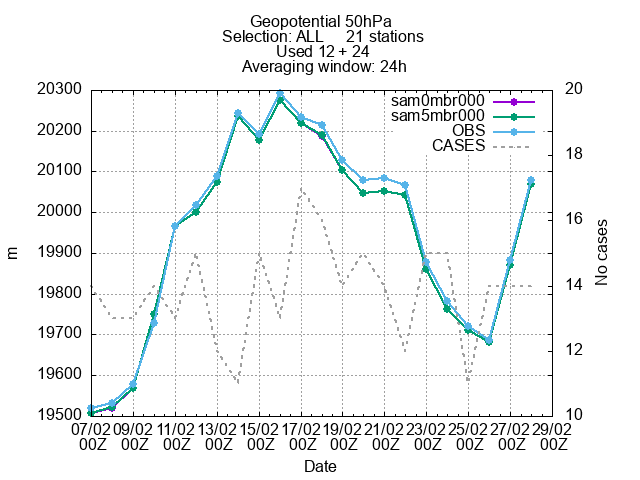 Geopotential 50hPa
Selection: ALL 21 stations
Used 12 + 24
Averaging window: 24h
20300
20200
20100
20000
19900
19800
19700
19600
19500
m
sam0mbr000
sam5mbr000
OBS
CASES
20
18
16
14
12
10
No cases
07/02 09/02 11/02 13/02 15/02 17/02 19/02 21/02 23/02 25/02 27/02 29/02
00Z 00Z 00Z 00Z 00Z 00Z 00Z 00Z 00Z 00Z 00Z 00Z
Date